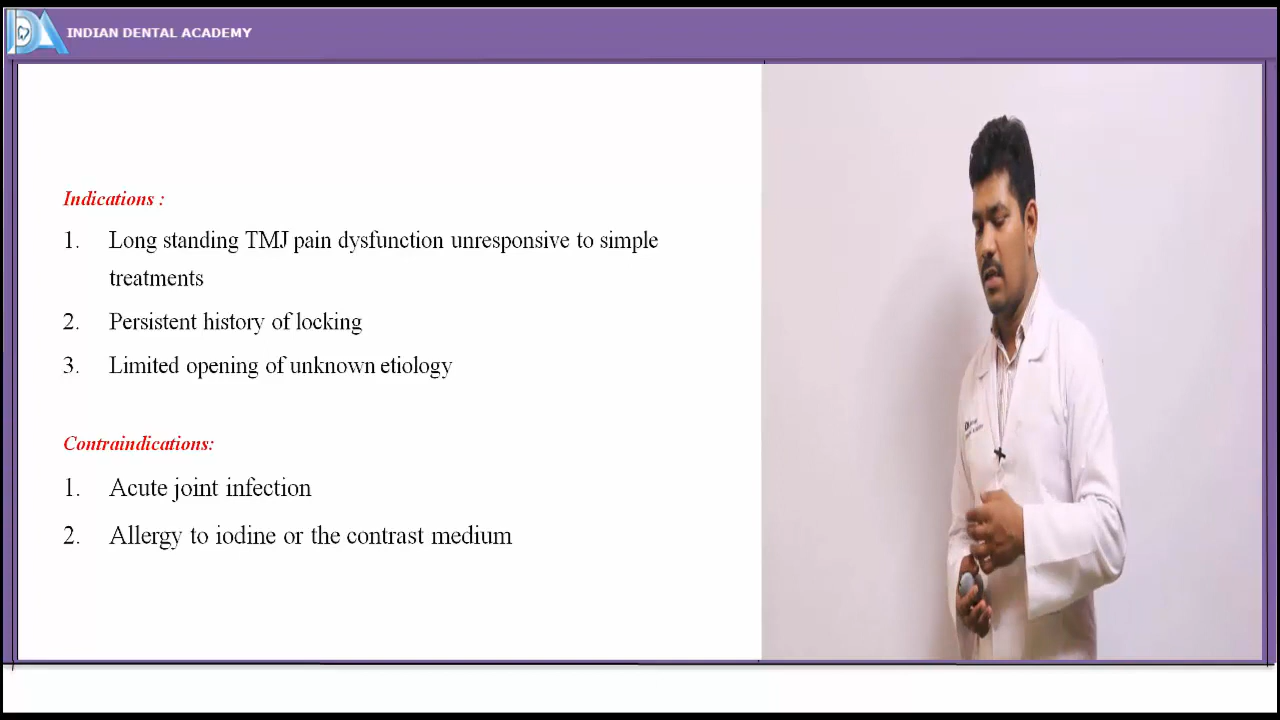 INDIAN DENTAL ACADEMY
Indications :
1. Long standing TMJ pain dysfunction unresponsive to simple
treatments
2. Persistent history of locking
3. Limited opening of unknown etiology
Contraindications:
1. Acute joint infection
2. Allergy to iodine or the contrast medium